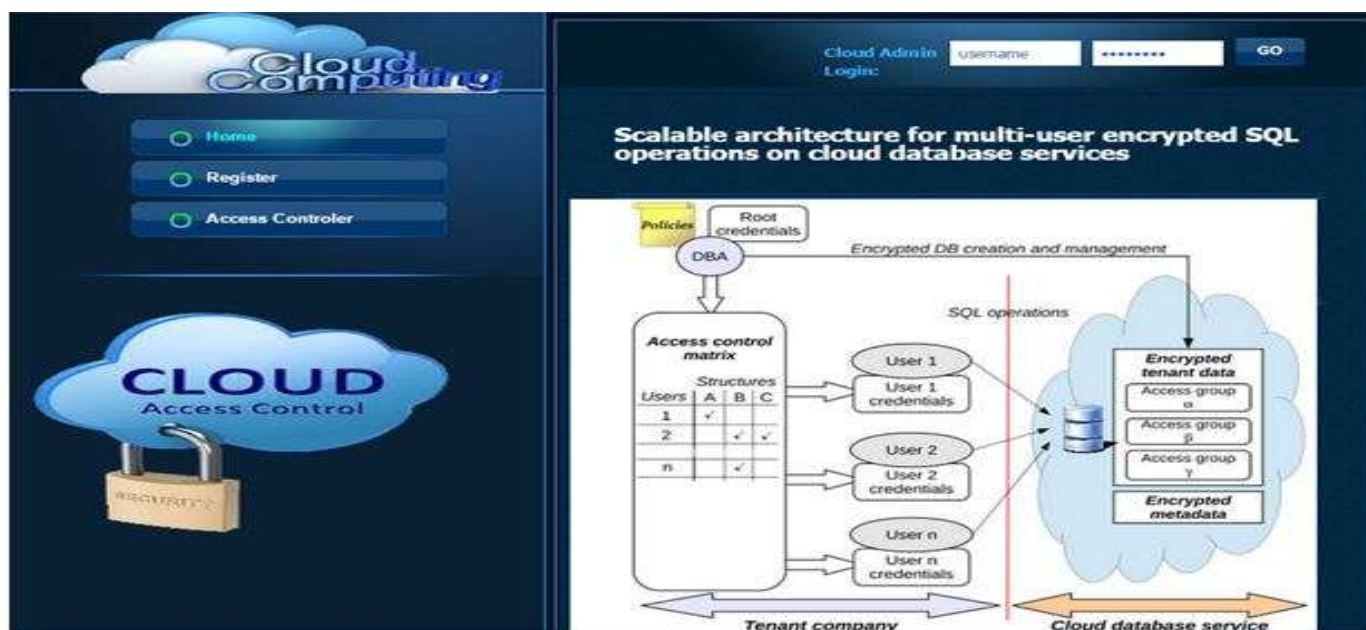 Cloud
Computing
Home
Register
Access Controler
CLOUD
Access Control
SECURITY
Cloud Admin
Login:
username
••••••••
GO
Scalable architecture for multi-user encrypted SQL
operations on cloud database services
Policies
Root
credentials
DBA
Encrypted DB creation and management
SQL operations
Access control
matrix
Structures
Users A B C
1 ✓
2 ✓ ✓
n ✓
User 1
User 1
credentials
User 2
User 2
credentials
User n
User n
credentials
Encrypted
tenant data
Access group
α
Access group
β
Access group
γ
Encrypted
metadata
Tenant company
Cloud database service